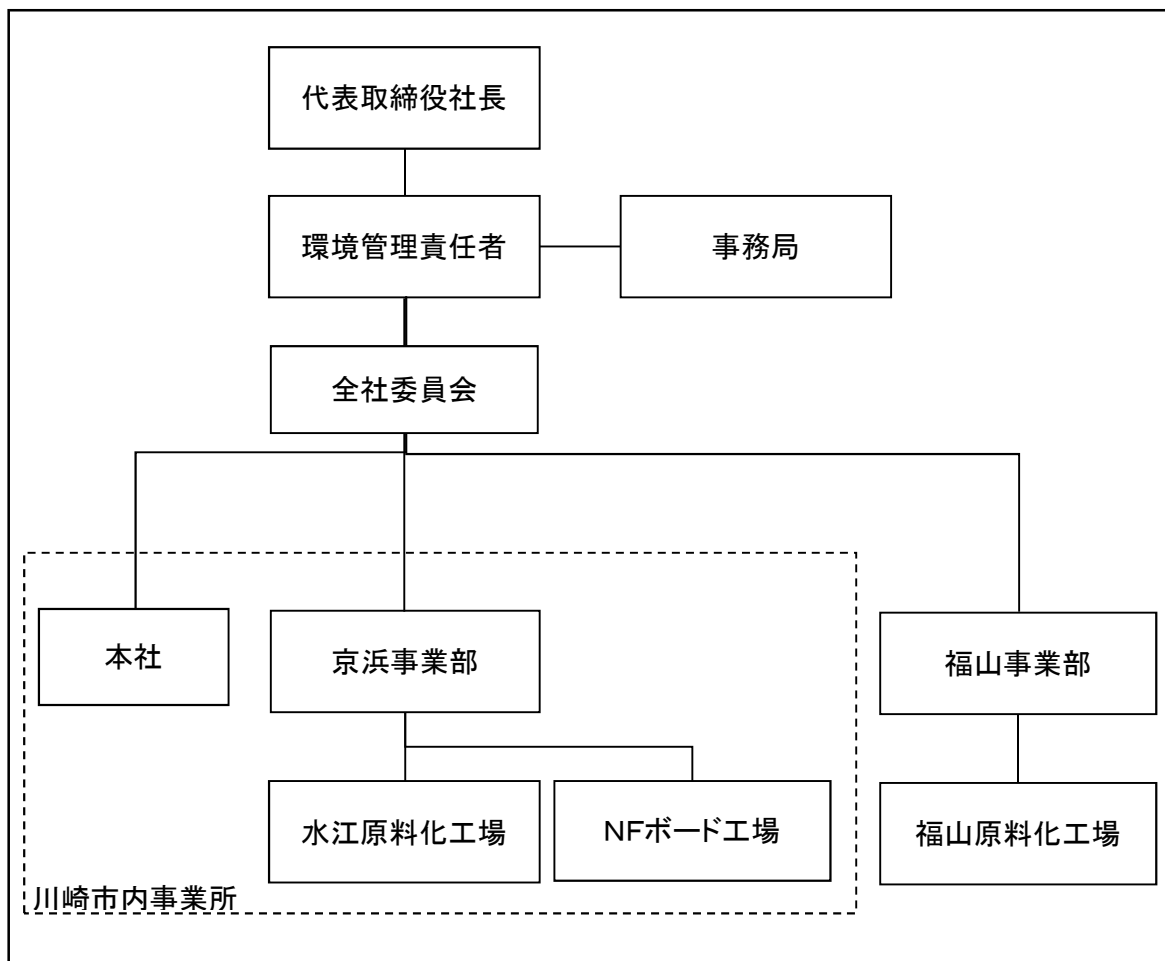 代表取締役社長
環境管理責任者
事務局
全社委員会
本社
京浜事業部
福山事業部
水江原料化工場
NFボード工場
福山原料化工場
川崎市内事業所